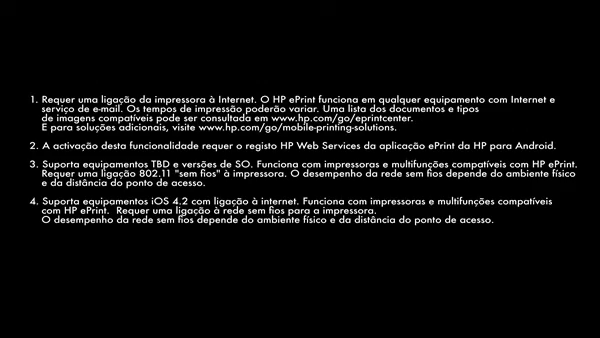 1. Requer uma ligação da impressora à Internet. O HP ePrint funciona em qualquer equipamento com Internet e
serviço de e-mail. Os tempos de impressão poderão variar. Uma lista dos documentos e tipos
de imagens compatíveis pode ser consultada em www.hp.com/go/eprintcenter.
E para soluções adicionais, visite www.hp.com/go/mobile-printing-solutions.
2. A activação desta funcionalidade requer o registo HP Web Services da aplicação ePrint da HP para Android.
3. Suporta equipamentos TBD e versões de SO. Funciona com impressoras e multifunções compatíveis com HP ePrint.
Requer uma ligação 802.11 "sem fios" à impressora. O desempenho da rede sem fios depende do ambiente físico
e da distância do ponto de acesso.
4. Suporta equipamentos iOS 4.2 com ligação à internet. Funciona com impressoras e multifunções compatíveis
com HP ePrint. Requer uma ligação à rede sem fios para a impressora.
O desempenho da rede sem fios depende do ambiente físico e da distância do ponto de acesso.